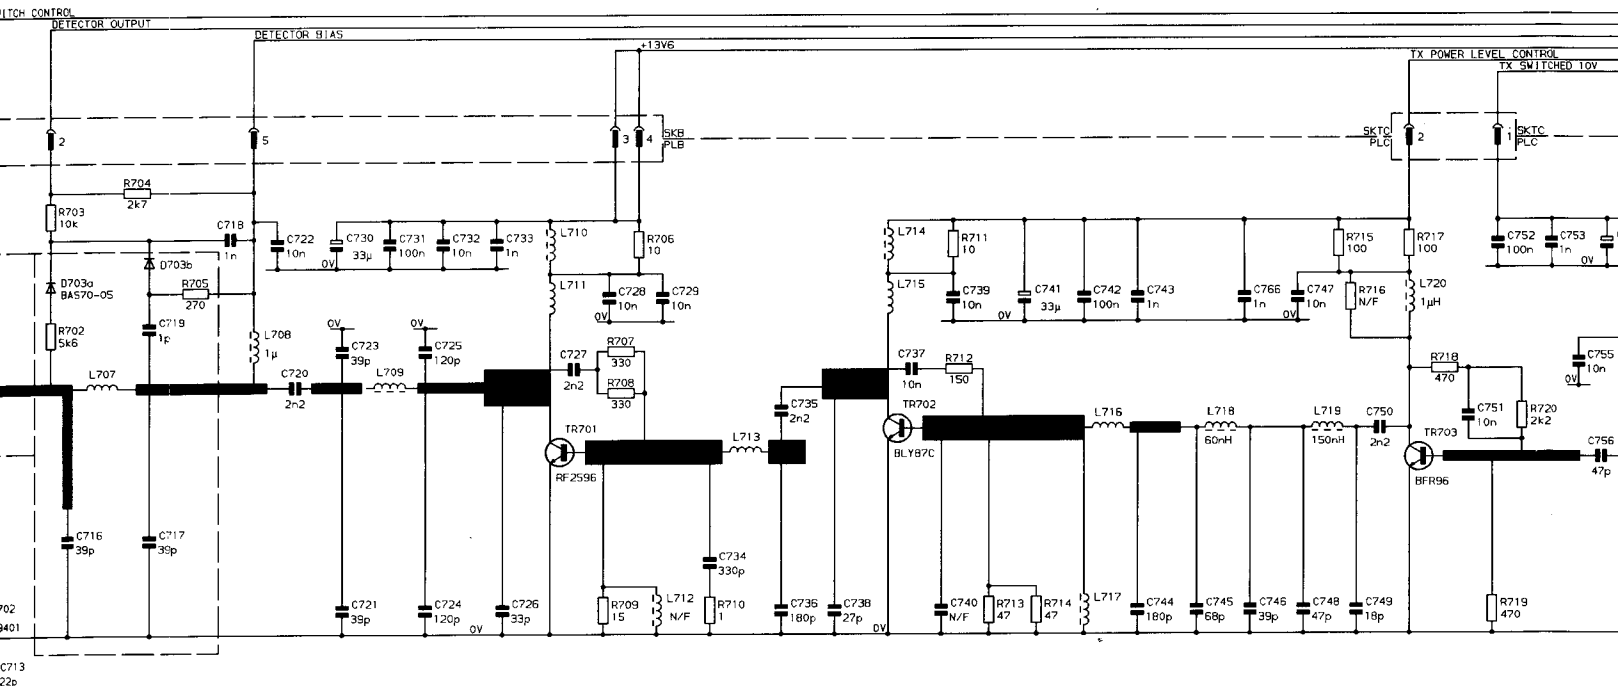 ITCH CONTROL
DETECTOR OUTPUT
DETECTOR BIAS
+13V6
TX POWER LEVEL CONTROL
TX SWITCHED 10V
2
5
3
4
SKB
PLB
SKTC
PLC
2
1
SKTC
PLC
R704
2k7
R703
10k
C718
1n
C722
10n
C730
33µ
0V
C731
100n
C732
10n
C733
1n
L710
R706
10
L714
R711
10
R715
100
R717
100
C752
100n
C753
1n
0V
D703a
BAS70-05
D703b
R705
270
C719
1p
R702
5k6
L708
1µ
L711
C728
10n
C729
10n
0V
L715
C739
10n
0V
C741
33µ
C742
100n
C743
1n
C766
1n
C747
10n
0V
R716
N/F
L720
1µH
L707
C720
2n2
0V
C723
39p
L709
0V
C725
120p
C727
2n2
R707
330
R708
330
C735
2n2
C737
10n
R712
150
R718
470
C755
10n
0V
C751
10n
R720
2k2
TR701
RF2596
L713
TR702
BLY87C
L716
L718
60nH
L719
150nH
C750
2n2
TR703
BFR96
C756
47p
C716
39p
C717
39p
C721
39p
C724
120p
0V
C726
33p
R709
15
L712
N/F
C734
330p
R710
1
C736
180p
C738
27p
0V
C740
N/F
R713
47
R714
47
L717
C744
180p
C745
68p
C746
39p
C748
47p
C749
18p
R719
470
702
9401
C713
22p